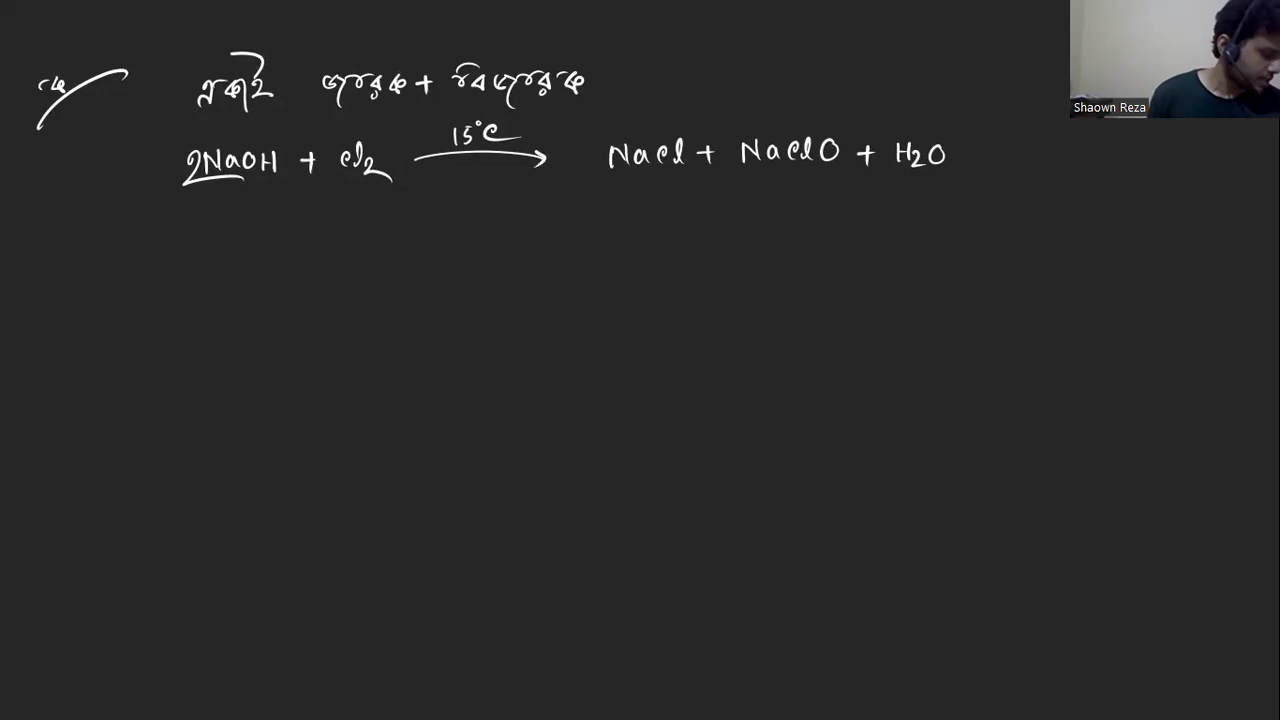 একই জারক + বিজারক
2NaOH + Cl2 15°C → NaCl + NaClO + H2O
Shaown Reza